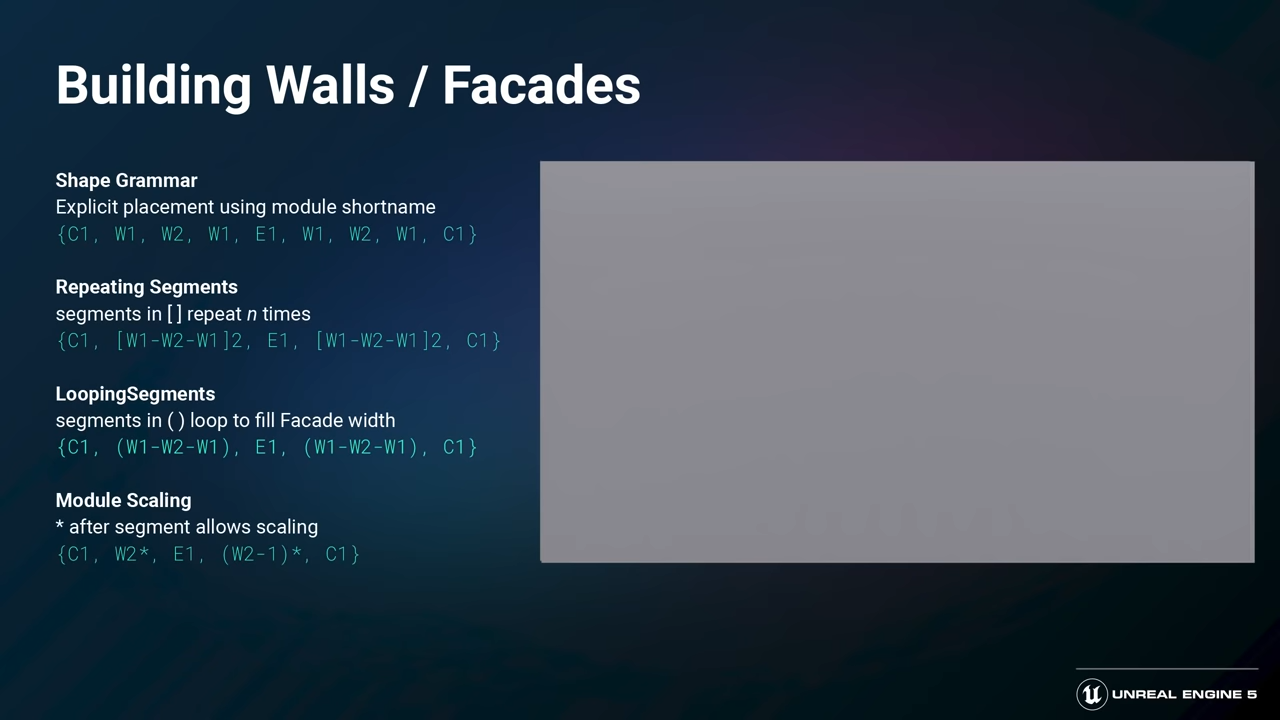 Building Walls / Facades
Shape Grammar
Explicit placement using module shortname
{C1, W1, W2, W1, E1, W1, W2, W1, C1}
Repeating Segments
segments in [ ] repeat n times
{C1, [W1-W2-W1]2, E1, [W1-W2-W1]2, C1}
LoopingSegments
segments in ( ) loop to fill Facade width
{C1, (W1-W2-W1), E1, (W1-W2-W1), C1}
Module Scaling
* after segment allows scaling
{C1, W2*, E1, (W2-1)*, C1}
UNREAL ENGINE 5